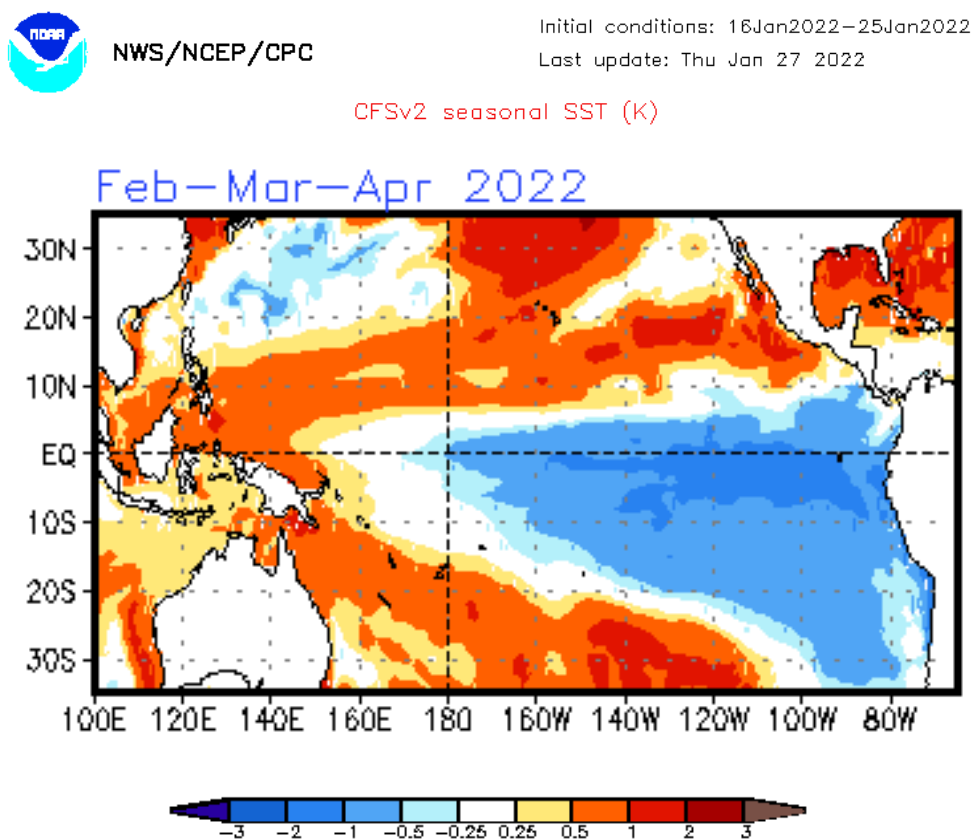 Initial conditions: 16Jan2022-25Jan2022
NOAA
NWS/NCEP/CPC
Last update: Thu Jan 27 2022
CFSv2 seasonal SST (K)
Feb-Mar-Apr 2022
30N
20N
10N
EQ
10S
20S
30S
100E 120E 140E 160E 180 160W 140W 120W 100W 80W
-3 -2 -1 -0.5 -0.25 0.25 0.5 1 2 3